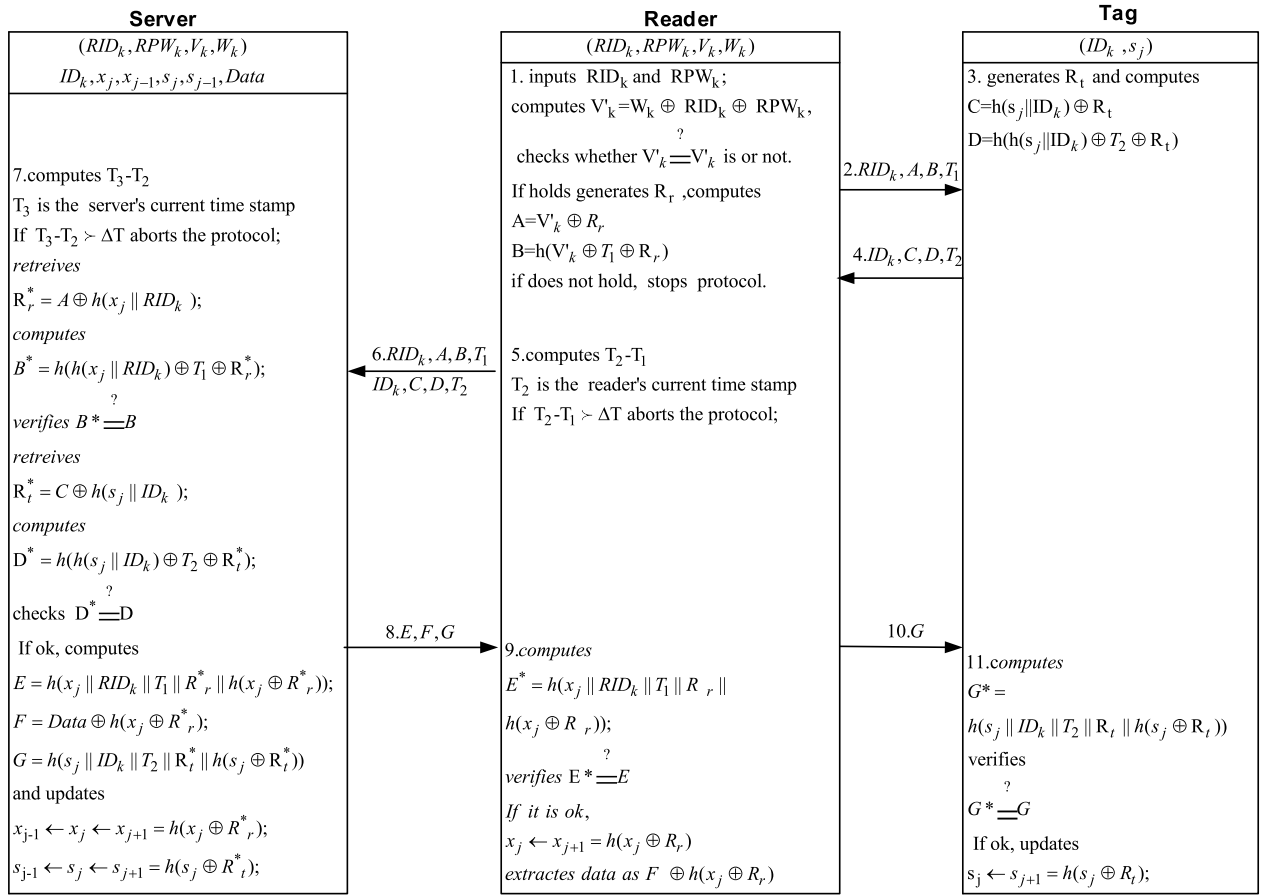 Server
(RID_k, RPW_k, V_k, W_k)
ID_k, x_j, x_{j−1}, s_j, s_{j−1}, Data
7.computes T_3-T_2
T_3 is the server's current time stamp
If T_3-T_2 ≻ ΔT aborts the protocol;
retreives
R*_r = A ⊕ h(x_j || RID_k );
computes
B* = h(h(x_j || RID_k) ⊕ T_1 ⊕ R*_r);
?
verifies B* = B
retreives
R*_t = C ⊕ h(s_j || ID_k );
computes
D* = h(h(s_j || ID_k) ⊕ T_2 ⊕ R*_t);
?
checks D* = D
If ok, computes
E = h(x_j || RID_k || T_1 || R*_r || h(x_j ⊕ R*_r));
F = Data ⊕ h(x_j ⊕ R*_r);
G = h(s_j || ID_k || T_2 || R*_t || h(s_j ⊕ R*_t))
and updates
x_{j-1} ← x_j ← x_{j+1} = h(x_j ⊕ R*_r);
s_{j-1} ← s_j ← s_{j+1} = h(s_j ⊕ R*_t);
6.RID_k, A, B, T_1
ID_k, C, D, T_2
8.E, F, G
Reader
(RID_k, RPW_k, V_k, W_k)
1. inputs RID_k and RPW_k;
computes V'_k=W_k ⊕ RID_k ⊕ RPW_k,
?
checks whether V'_k = V'_k is or not.
If holds generates R_r ,computes
A=V'_k ⊕ R_r
B=h(V'_k ⊕ T_1 ⊕ R_r)
if does not hold, stops protocol.
5.computes T_2-T_1
T_2 is the reader's current time stamp
If T_2-T_1 ≻ ΔT aborts the protocol;
9.computes
E* = h(x_j || RID_k || T_1 || R_r ||
h(x_j ⊕ R_r));
?
verifies E* = E
If it is ok,
x_j ← x_{j+1} = h(x_j ⊕ R_r)
extractes data as F ⊕ h(x_j ⊕ R_r)
2.RID_k, A, B, T_1
4.ID_k, C, D, T_2
10.G
Tag
(ID_k , s_j)
3. generates R_t and computes
C=h(s_j||ID_k) ⊕ R_t
D=h(h(s_j||ID_k) ⊕ T_2 ⊕ R_t)
11.computes
G* =
h(s_j || ID_k || T_2 || R_t || h(s_j ⊕ R_t))
verifies
?
G* = G
If ok, updates
s_j ← s_{j+1} = h(s_j ⊕ R_t);